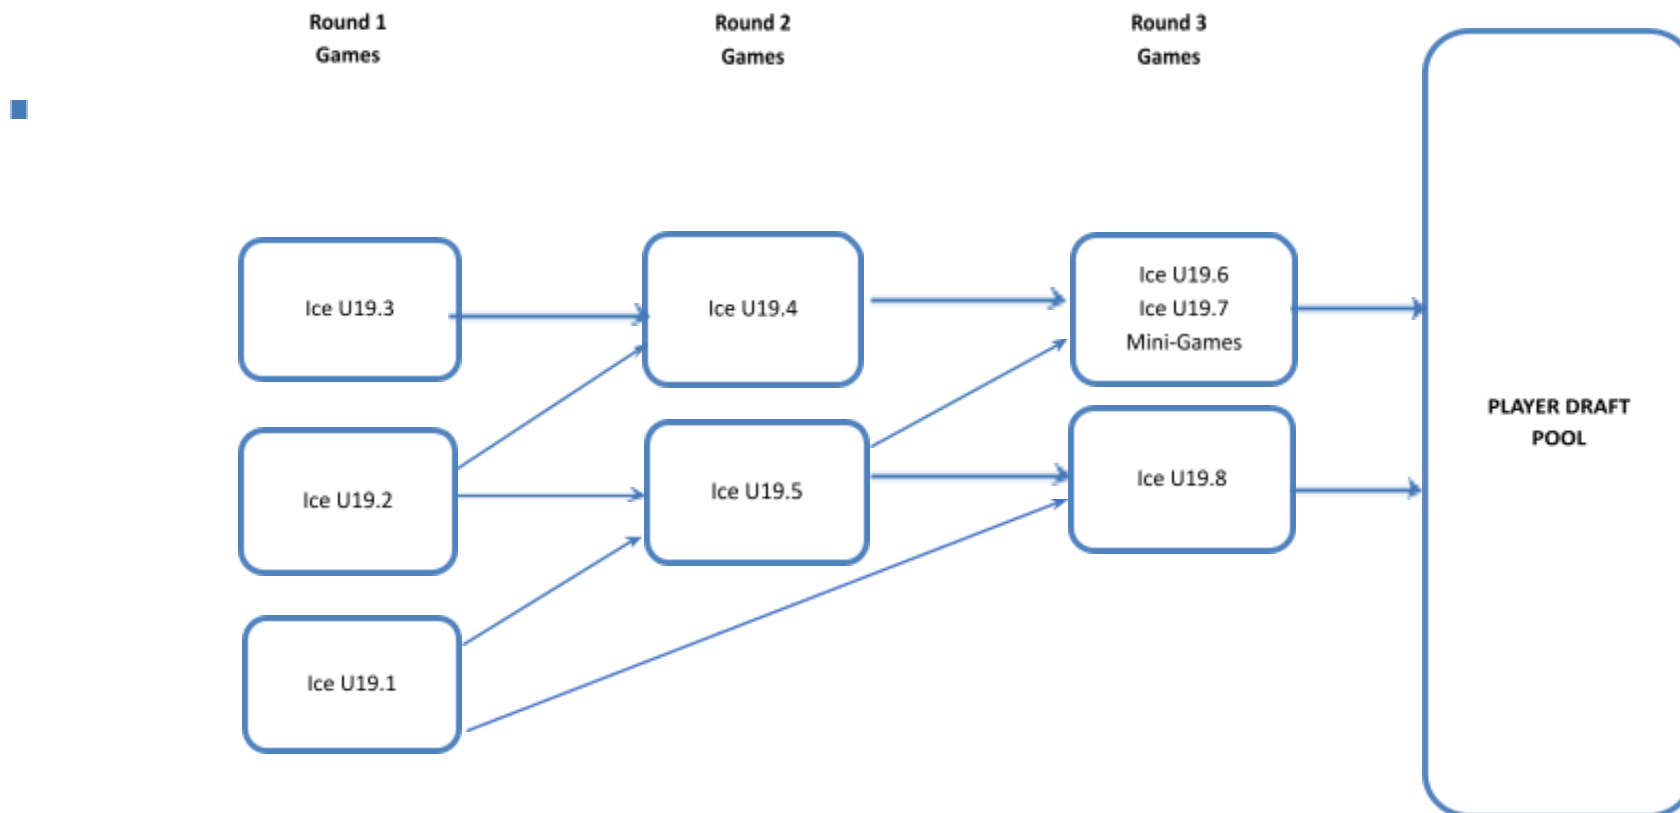 Round 1
Games
Round 2
Games
Round 3
Games
Ice U19.3
Ice U19.4
Ice U19.6
Ice U19.7
Mini-Games
PLAYER DRAFT
POOL
Ice U19.2
Ice U19.5
Ice U19.8
Ice U19.1